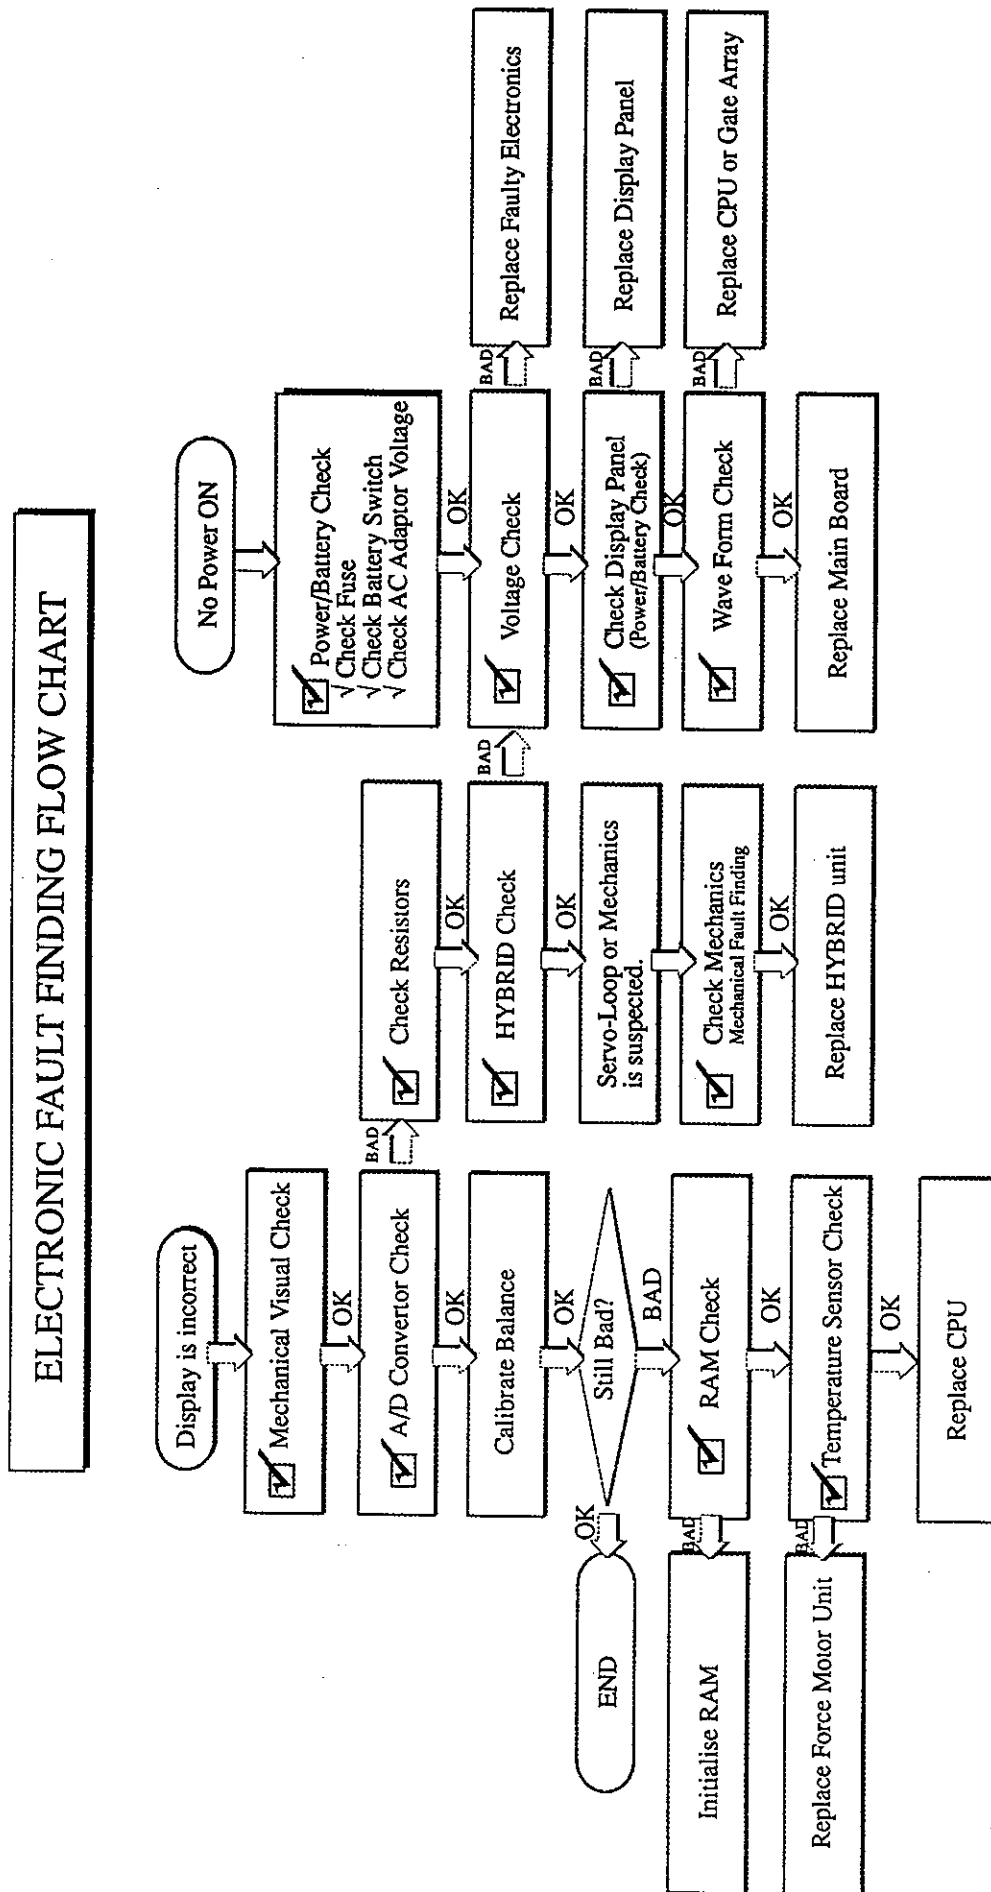 ELECTRONIC FAULT FINDING FLOW CHART
Display is incorrect
Mechanical Visual Check
OK
A/D Convertor Check
BAD
OK
Calibrate Balance
OK
Still Bad?
OK
END
BAD
RAM Check
BAD
Initialise RAM
OK
Temperature Sensor Check
BAD
Replace Force Motor Unit
OK
Replace CPU
Check Resistors
OK
HYBRID Check
BAD
OK
Servo-Loop or Mechanics
is suspected.
Check Mechanics
Mechanical Fault Finding
OK
Replace HYBRID unit
No Power ON
Power/Battery Check
√ Check Fuse
√ Check Battery Switch
√ Check AC Adaptor Voltage
OK
Voltage Check
BAD
Replace Faulty Electronics
OK
Check Display Panel
(Power/Battery Check)
BAD
Replace Display Panel
OK
Wave Form Check
BAD
Replace CPU or Gate Array
OK
Replace Main Board